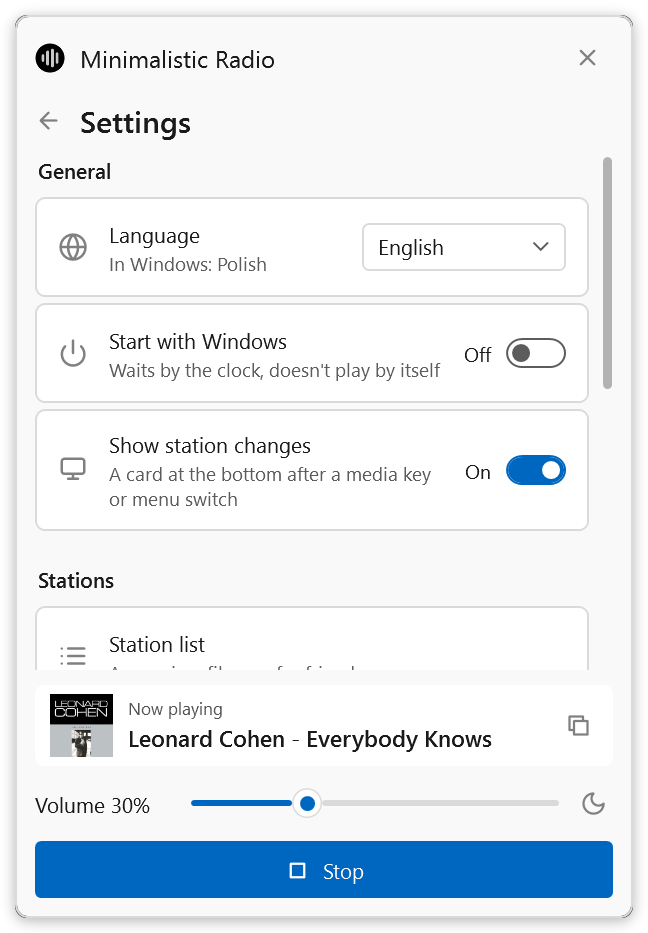 Minimalistic Radio
Settings
General
Language
In Windows: Polish
English
Start with Windows
Waits by the clock, doesn't play by itself
Off
Show station changes
A card at the bottom after a media key
or menu switch
On
Stations
Station list
LEONARD
COHEN
Now playing
Leonard Cohen - Everybody Knows
Volume 30%
Stop